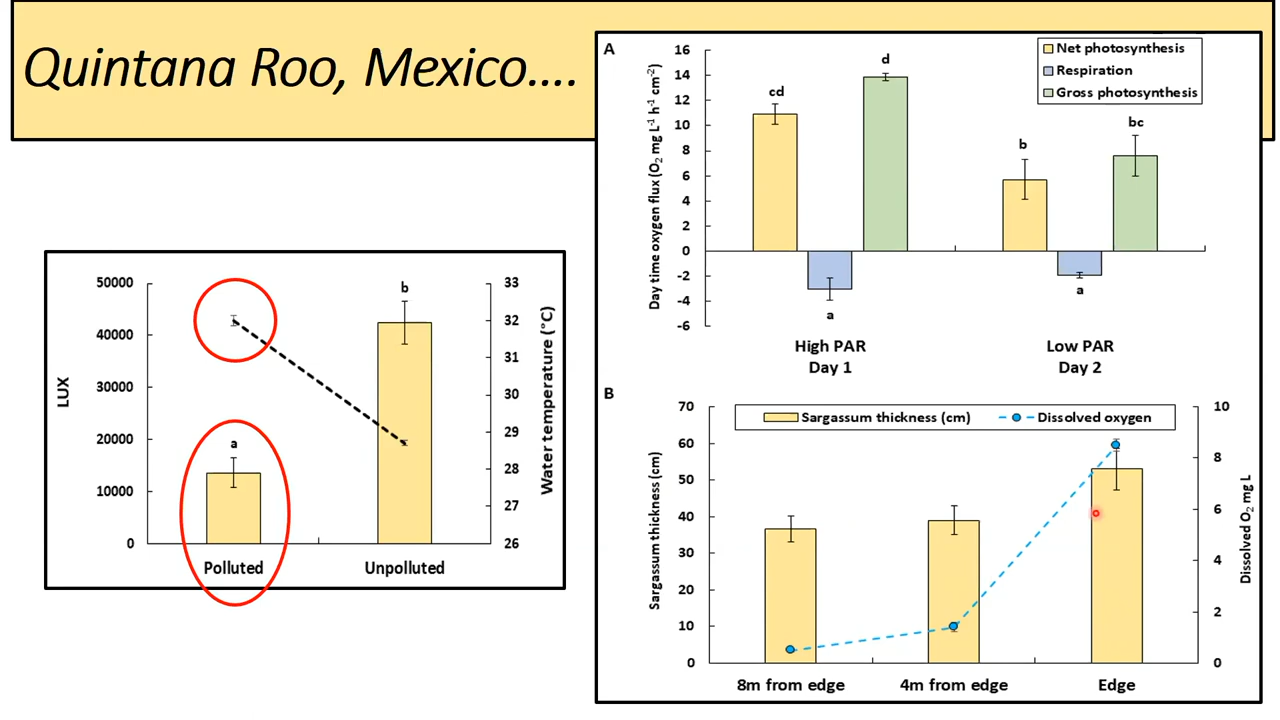 Quintana Roo, Mexico....
LUX
50000
40000
30000
20000
10000
0
a
b
Polluted
Unpolluted
33
32
31
30
29
28
27
26
Water temperature (°C)
A
Day time oxygen flux (O2 mg L-1 h-1 cm-2)
16
14
12
10
8
6
4
2
0
-2
-4
-6
Net photosynthesis
Respiration
Gross photosynthesis
cd
d
a
b
bc
a
High PAR
Day 1
Low PAR
Day 2
B
Sargassum thickness (cm)
70
60
50
40
30
20
10
0
Sargassum thickness (cm)
Dissolved oxygen
10
8
6
4
2
0
Dissolved O2 mg L
8m from edge
4m from edge
Edge